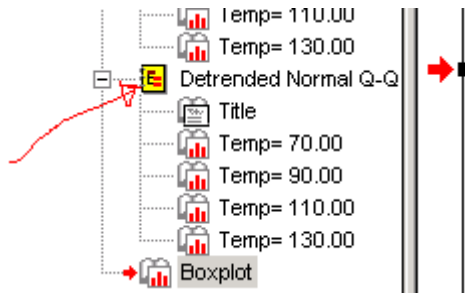 Temp= 110.00
Temp= 130.00
Detrended Normal Q-Q
Title
Temp= 70.00
Temp= 90.00
Temp= 110.00
Temp= 130.00
Boxplot